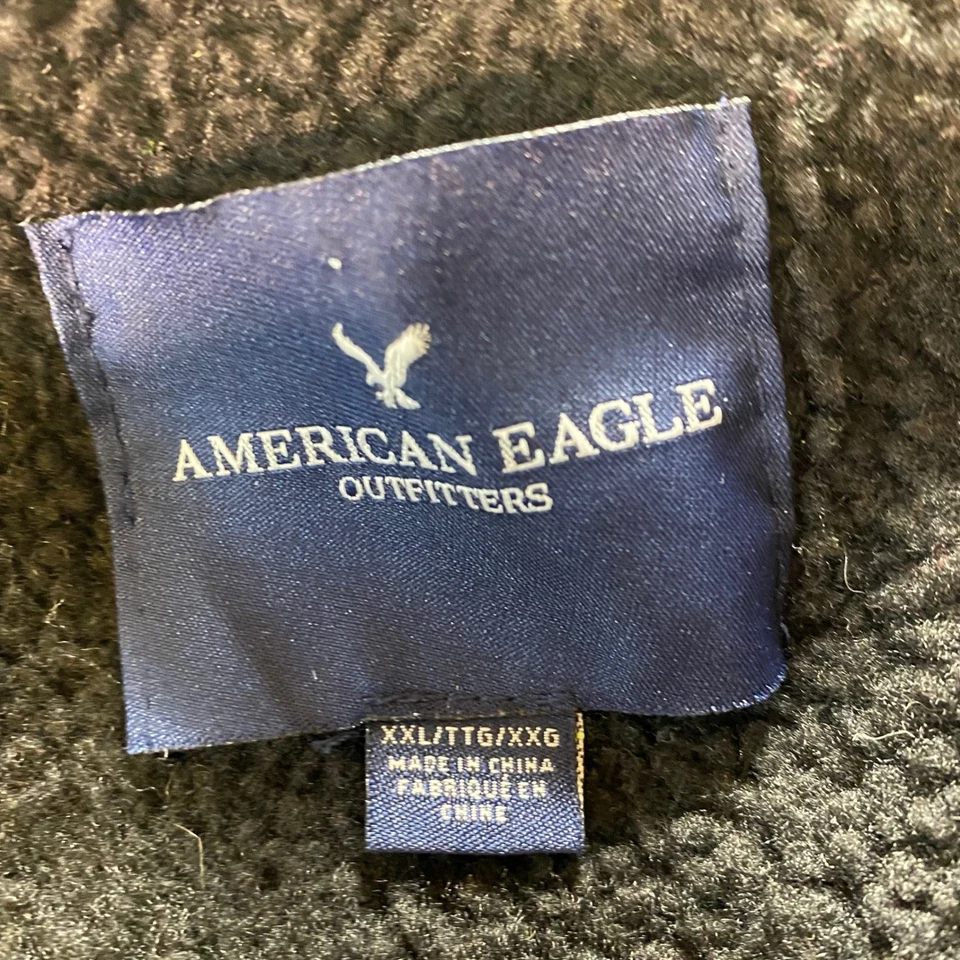 AMERICAN EAGLE
OUTFITTERS
XXL/TTG/XXG
MADE IN CHINA
FABRIQUÉ EN
CHINE